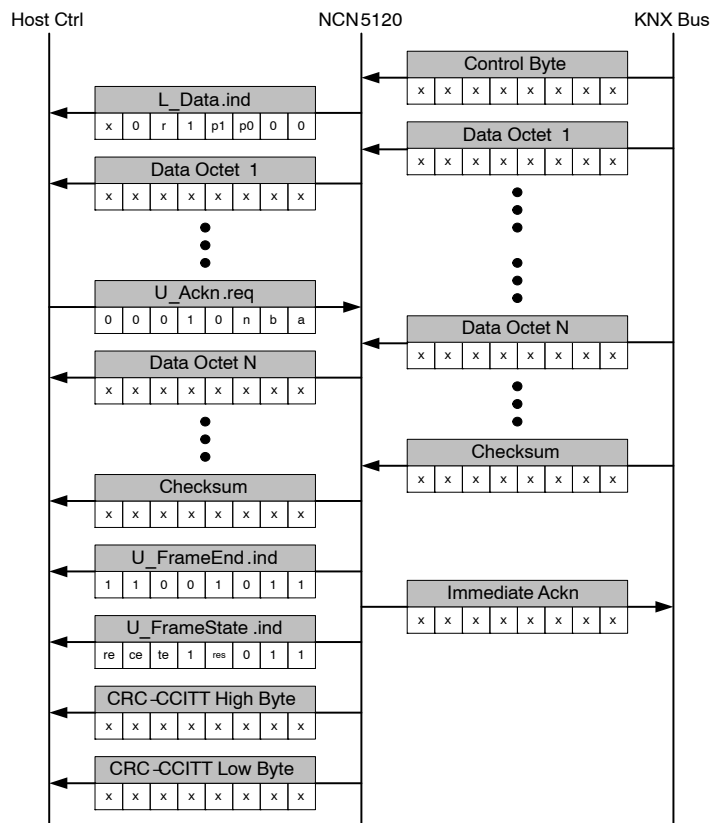 Host Ctrl NCN5120 KNX Bus
Control Byte
x x x x x x x x
L_Data.ind
x 0 r 1 p1 p0 0 0
Data Octet 1
x x x x x x x x
Data Octet 1
x x x x x x x x
U_Ackn.req
0 0 0 1 0 n b a
Data Octet N
x x x x x x x x
Data Octet N
x x x x x x x x
Checksum
x x x x x x x x
Checksum
x x x x x x x x
U_FrameEnd.ind
1 1 0 0 1 0 1 1
Immediate Ackn
x x x x x x x x
U_FrameState.ind
re ce te 1 res 0 1 1
CRC-CCITT High Byte
x x x x x x x x
CRC-CCITT Low Byte
x x x x x x x x